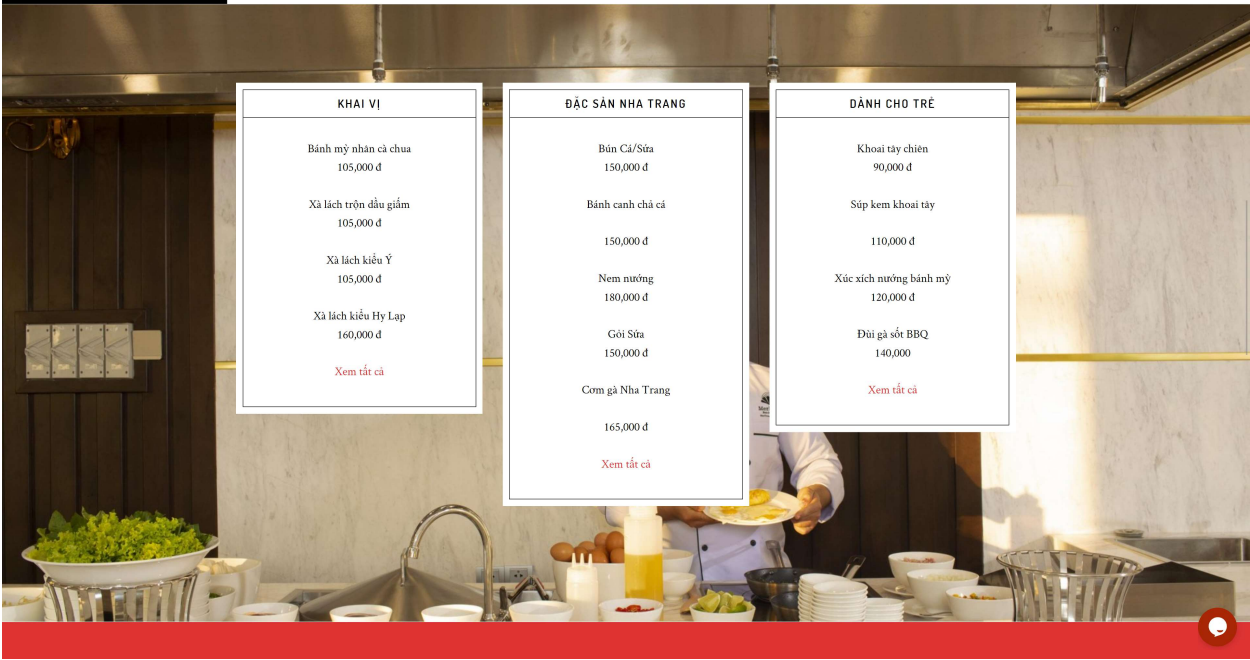 KHAI VỊ
Bánh mỳ nhân cà chua
105,000 đ
Xà lách trộn dầu giấm
105,000 đ
Xà lách kiểu Ý
105,000 đ
Xà lách kiểu Hy Lạp
160,000 đ
Xem tất cả
ĐẶC SẢN NHA TRANG
Bún Cá/Sứa
150,000 đ
Bánh canh chả cá
150,000 đ
Nem nướng
180,000 đ
Gỏi Sứa
150,000 đ
Cơm gà Nha Trang
165,000 đ
Xem tất cả
DÀNH CHO TRẺ
Khoai tây chiên
90,000 đ
Súp kem khoai tây
110,000 đ
Xúc xích nướng bánh mỳ
120,000 đ
Đùi gà sốt BBQ
140,000
Xem tất cả